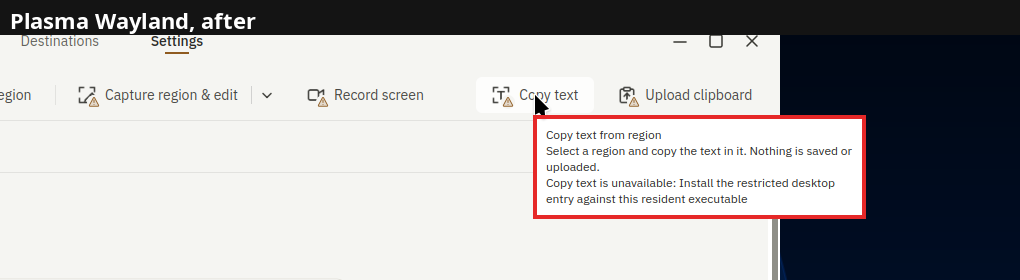 Plasma Wayland, after
Destinations Settings
egion Capture region & edit Record screen Copy text Upload clipboard
Copy text from region
Select a region and copy the text in it. Nothing is saved or
uploaded.
Copy text is unavailable: Install the restricted desktop
entry against this resident executable